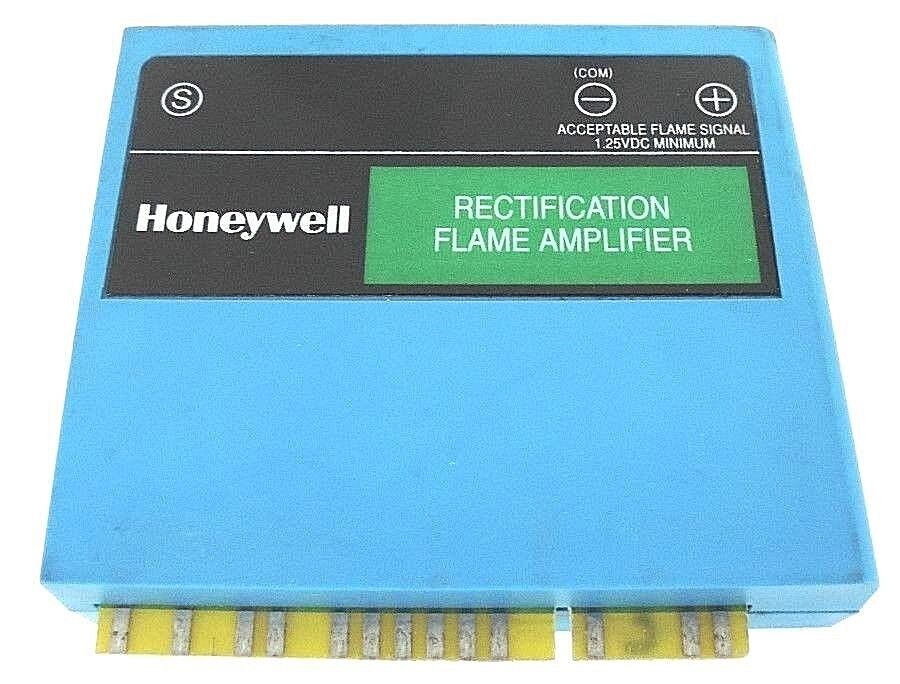 S
(COM)
− +
ACCEPTABLE FLAME SIGNAL
1.25VDC MINIMUM
Honeywell
RECTIFICATION
FLAME AMPLIFIER